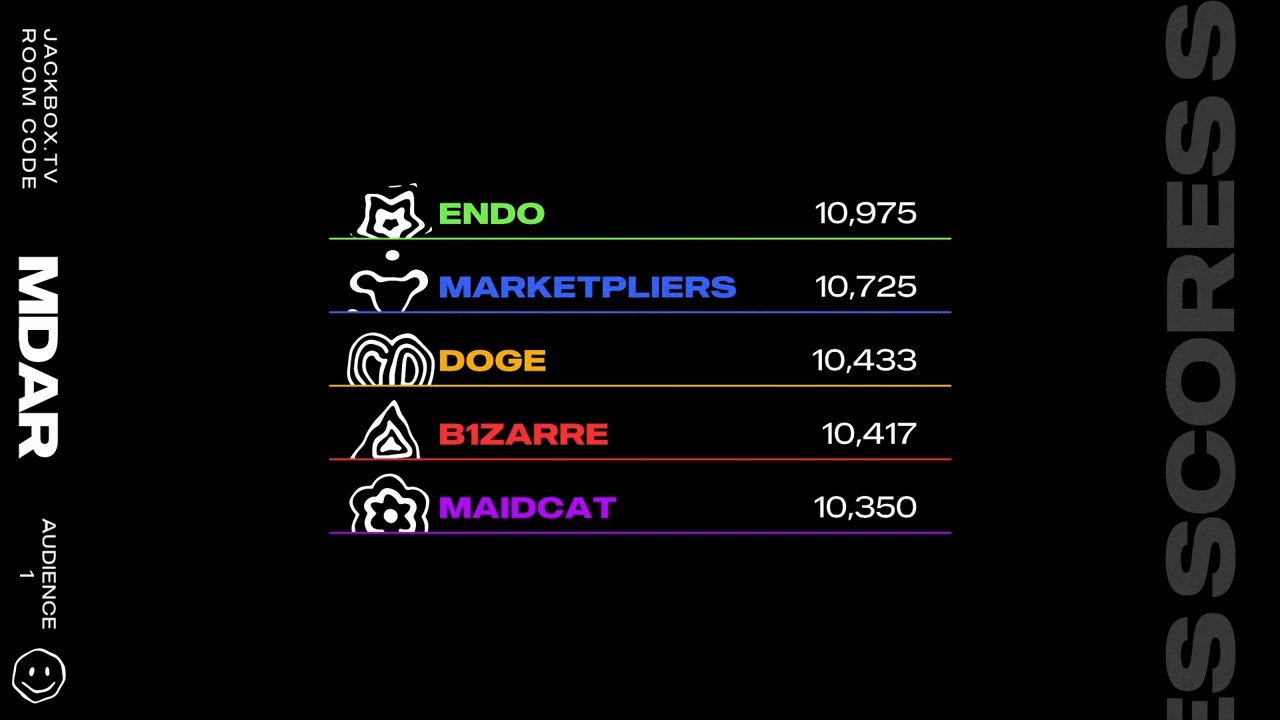 JACKBOX.TV
ROOM CODE
MDAR
AUDIENCE
1
ENDO 10,975
MARKETPLIERS 10,725
DOGE 10,433
B1ZARRE 10,417
MAIDCAT 10,350
ESSCORESS